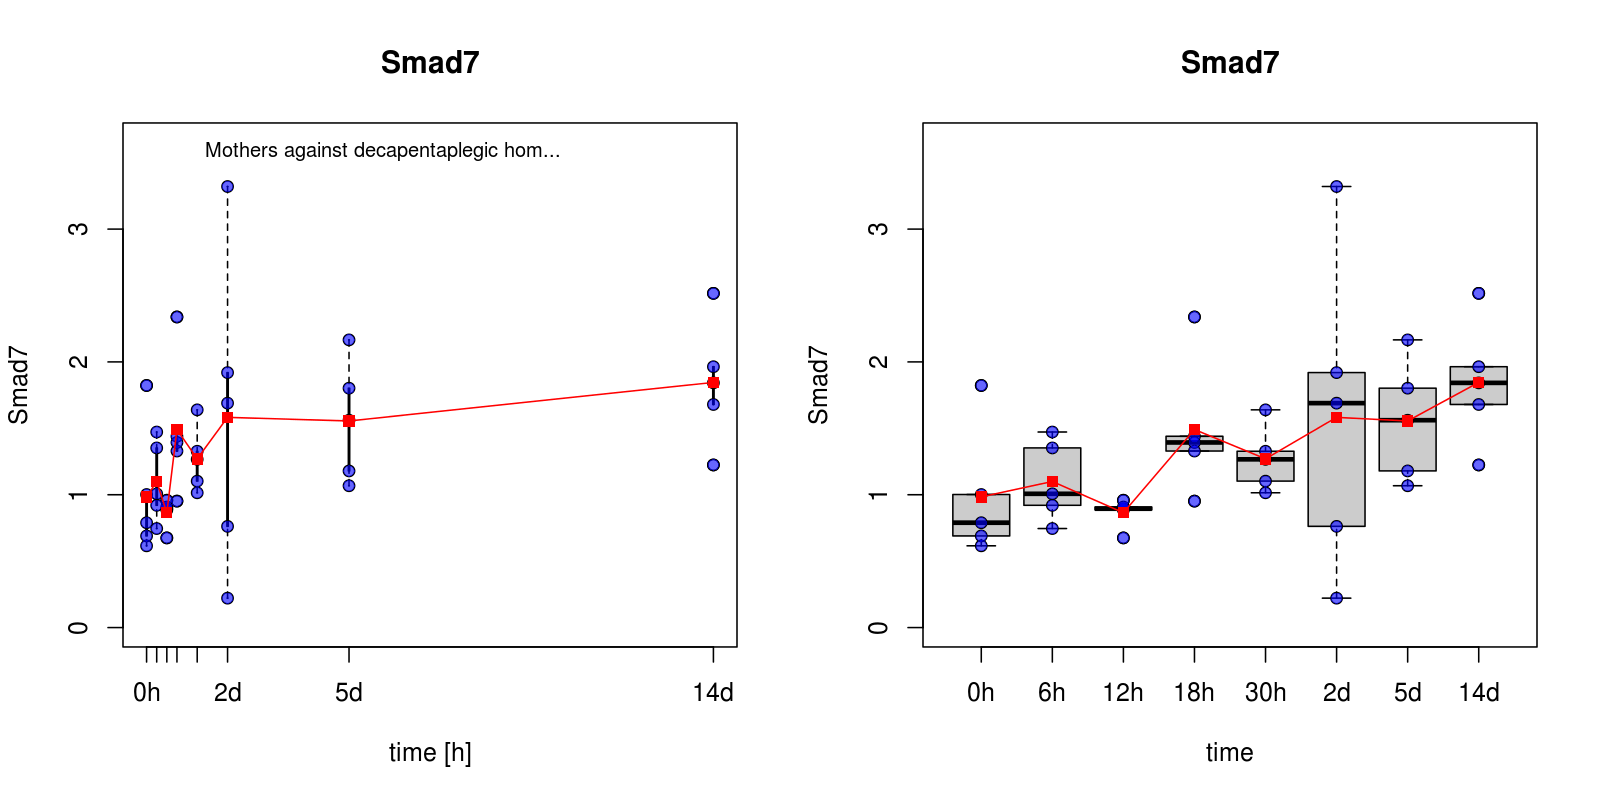 Smad7
Mothers against decapentaplegic hom...
Smad7
3
2
1
0
0h 2d 5d 14d
time [h]
Smad7
Smad7
3
2
1
0
0h 6h 12h 18h 30h 2d 5d 14d
time